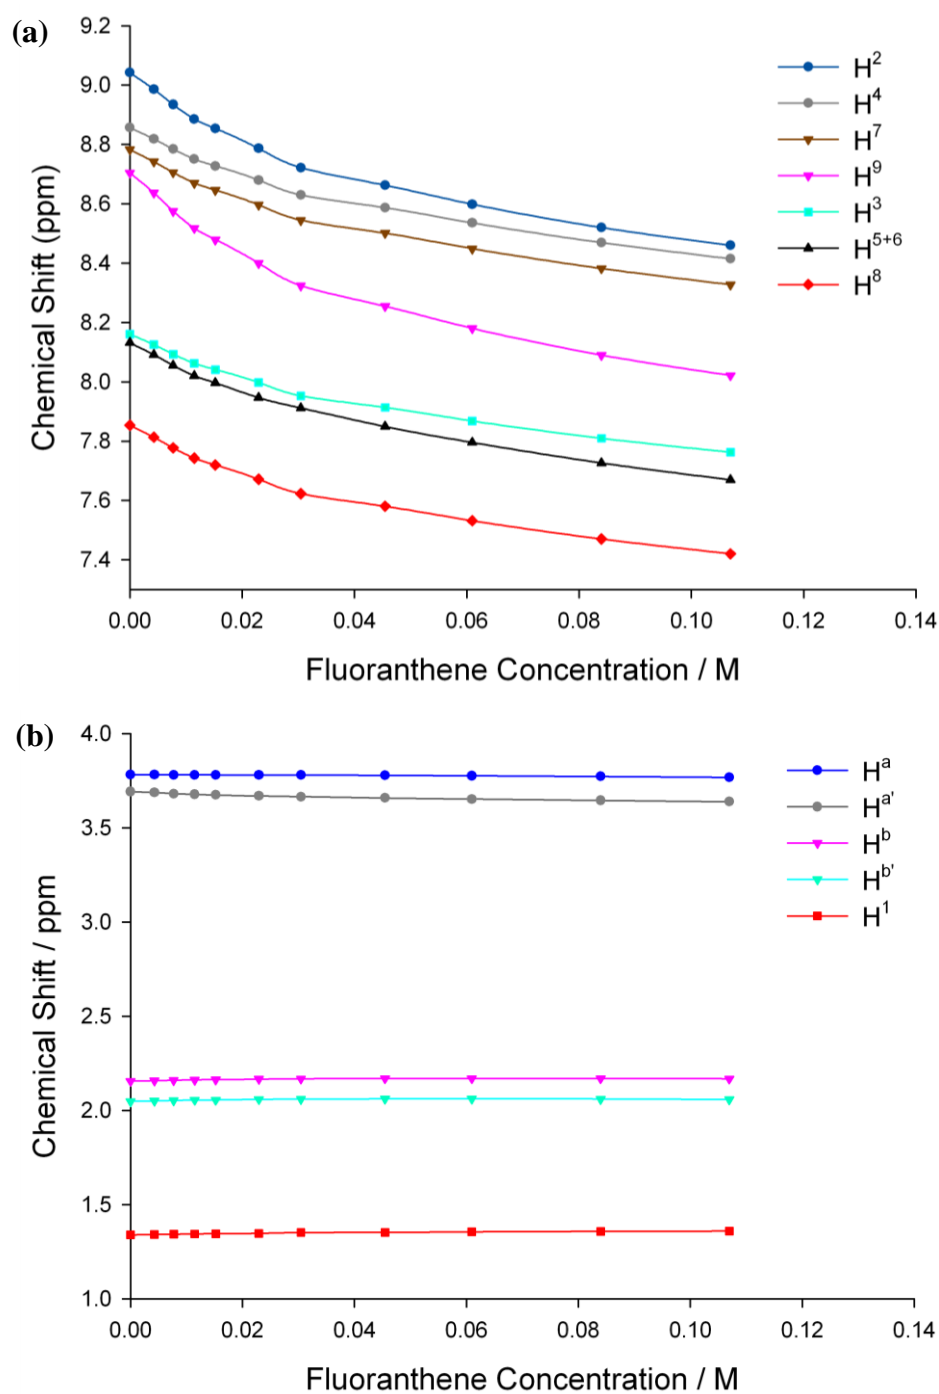 (a)
9.2
9.0
8.8
8.6
8.4
8.2
8.0
7.8
7.6
7.4
Chemical Shift (ppm)
H²
H⁴
H⁷
H⁹
H³
H⁵⁺⁶
H⁸
0.00 0.02 0.04 0.06 0.08 0.10 0.12 0.14
Fluoranthene Concentration / M
(b)
4.0
3.5
3.0
2.5
2.0
1.5
1.0
Chemical Shift / ppm
Hᵃ
Hᵃ'
Hᵇ
Hᵇ'
H¹
0.00 0.02 0.04 0.06 0.08 0.10 0.12 0.14
Fluoranthene Concentration / M